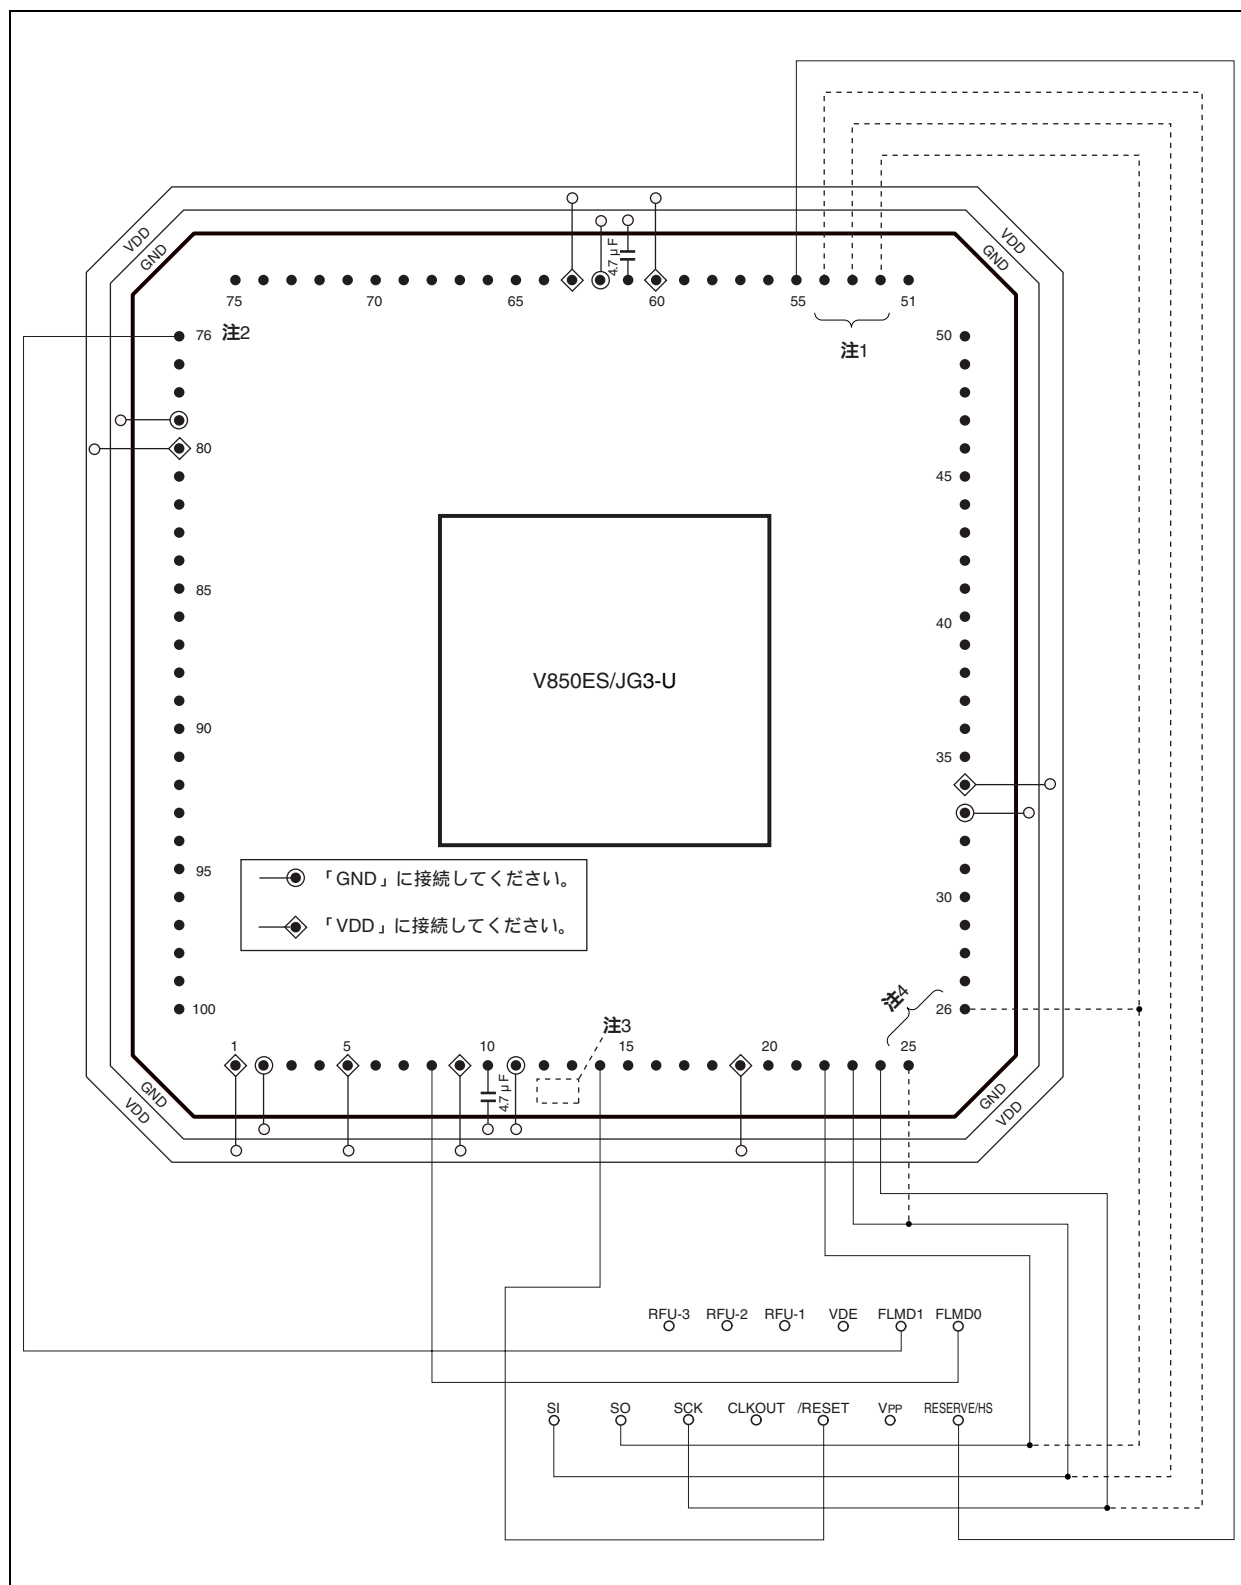 VDD
GND
VDD
GND
4.7 μF
75
70
65
60
55
51
76
注2
注1
50
80
45
85
40
V850ES/JG3-U
90
35
95
「GND」に接続してください。
30
「VDD」に接続してください。
注4
100
26
注3
1
5
10
15
20
25
4.7 μF
GND
VDD
GND
VDD
RFU-3 RFU-2 RFU-1 VDE FLMD1 FLMD0
SI SO SCK CLKOUT /RESET VPP RESERVE/HS